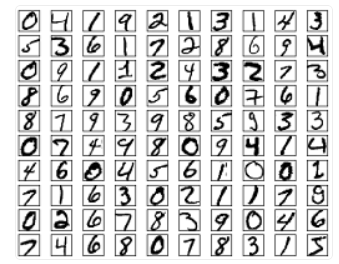 0 4 1 9 2 1 3 1 4 3
5 3 6 1 7 2 8 6 9 4
0 9 1 1 2 4 3 2 7 3
8 6 9 0 5 6 0 7 6 1
8 7 9 3 9 8 5 9 3 3
0 7 4 9 8 0 9 4 1 4
4 6 0 4 5 6 1 0 0 1
7 1 6 3 0 2 1 1 7 9
0 2 6 7 8 3 9 0 4 6
7 4 6 8 0 7 8 3 1 5